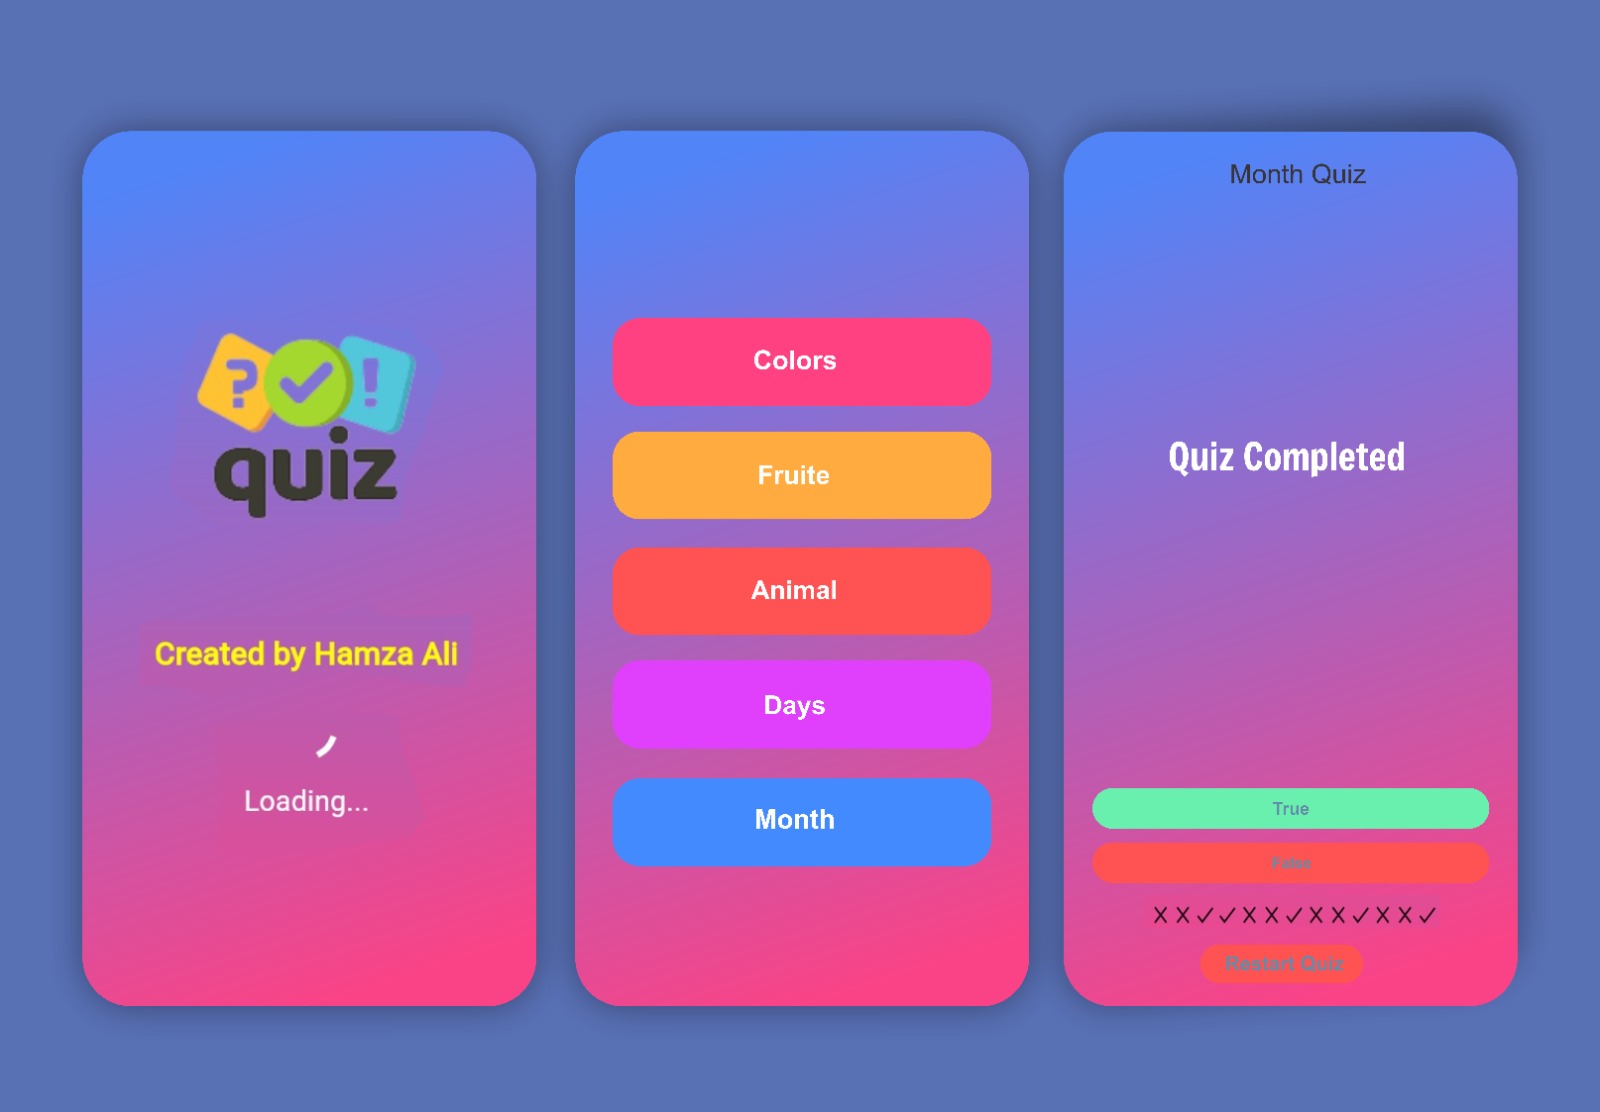 ? ✓ !
quiz
Created by Hamza Ali
Loading...
Colors
Fruite
Animal
Days
Month
Month Quiz
Quiz Completed
True
False
X X ✓ ✓ X X ✓ X X ✓ X X ✓
Restart Quiz